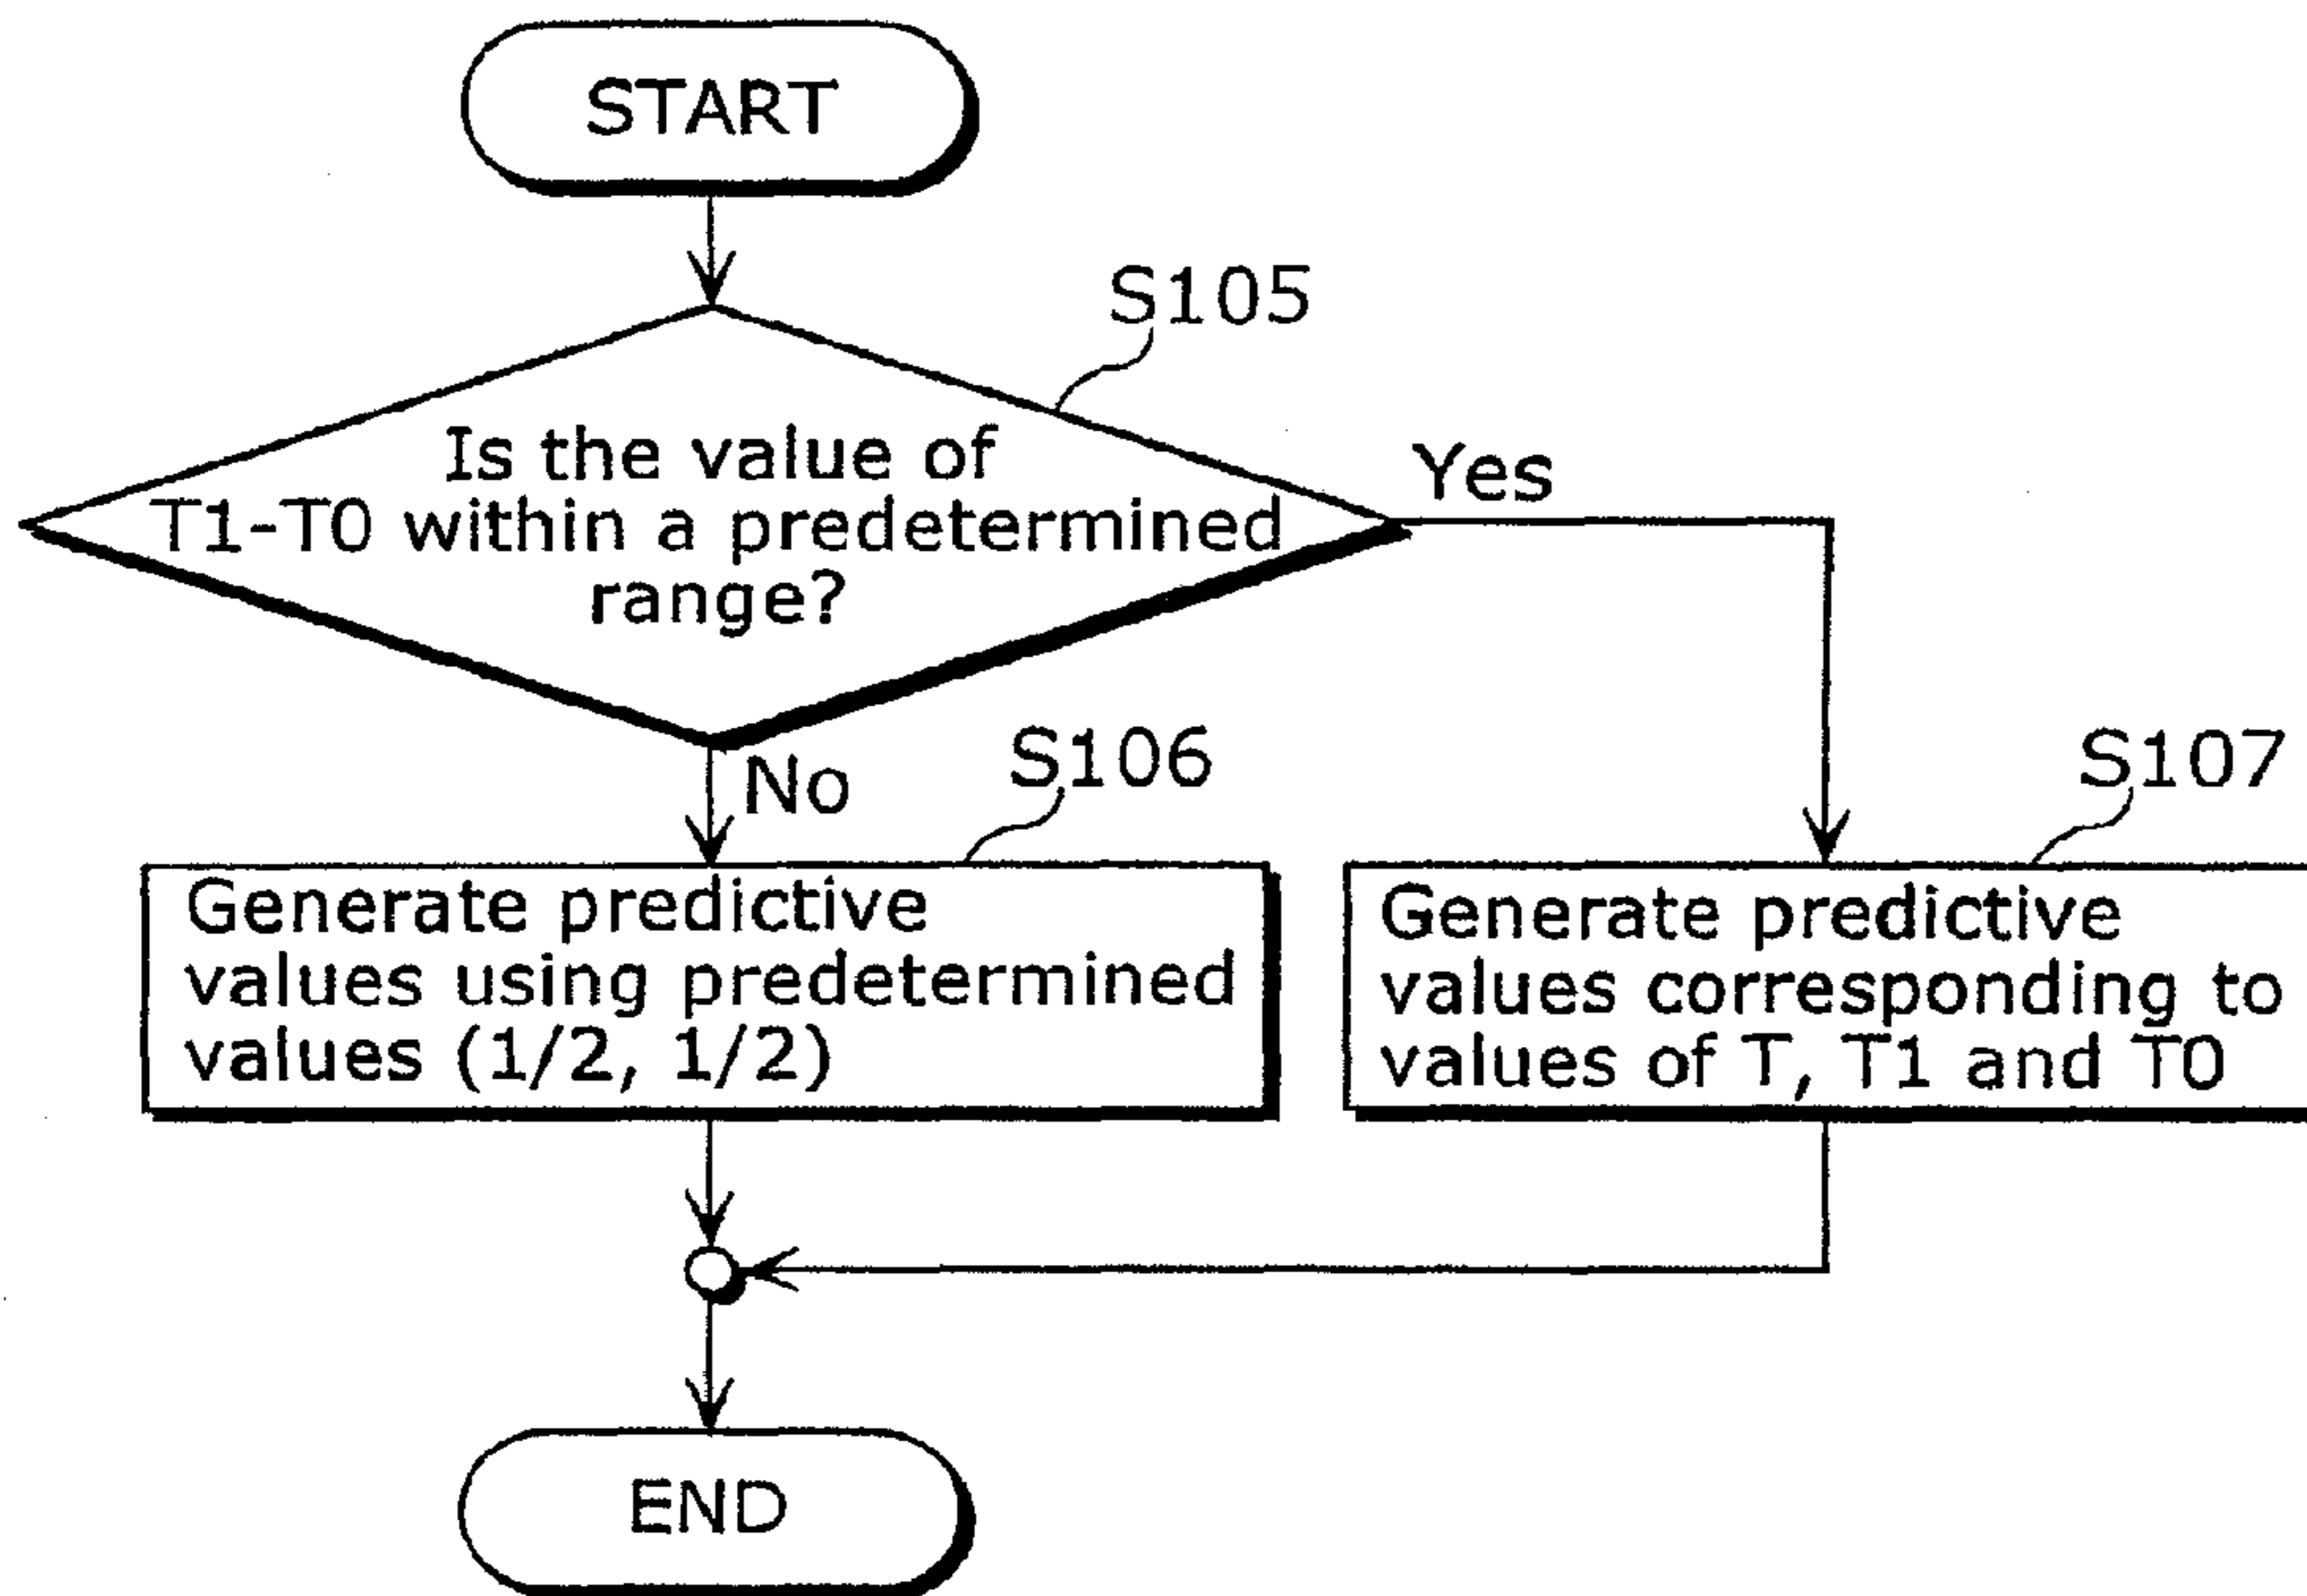 START
S105
Is the value of
T1-T0 within a predetermined
range?
Yes
No
S106
S107
Generate predictive
values using predetermined
values (1/2, 1/2)
Generate predictive
values corresponding to
values of T, T1 and T0
END